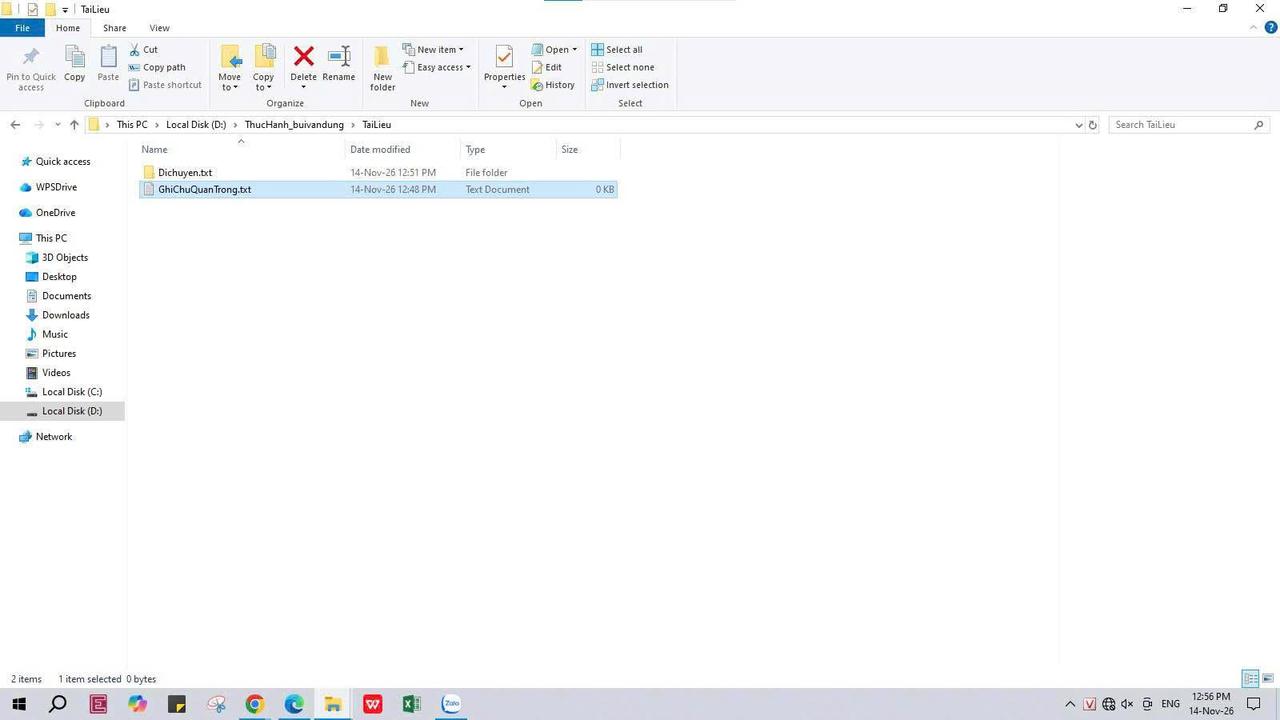 TaiLieu
File Home Share View
Pin to Quick access
Copy
Paste
Cut
Copy path
Paste shortcut
Clipboard
Move to
Copy to
Delete
Rename
Organize
New folder
New item
Easy access
New
Properties
Open
Edit
History
Open
Select all
Select none
Invert selection
Select
This PC > Local Disk (D:) > ThucHanh_buivandung > TaiLieu
Search TaiLieu
Name Date modified Type Size
Dichuyen.txt 14-Nov-26 12:51 PM File folder
GhiChuQuanTrong.txt 14-Nov-26 12:48 PM Text Document 0 KB
Quick access
WPSDrive
OneDrive
This PC
3D Objects
Desktop
Documents
Downloads
Music
Pictures
Videos
Local Disk (C:)
Local Disk (D:)
Network
2 items 1 item selected 0 bytes
Zalo
ENG
12:56 PM
14-Nov-26